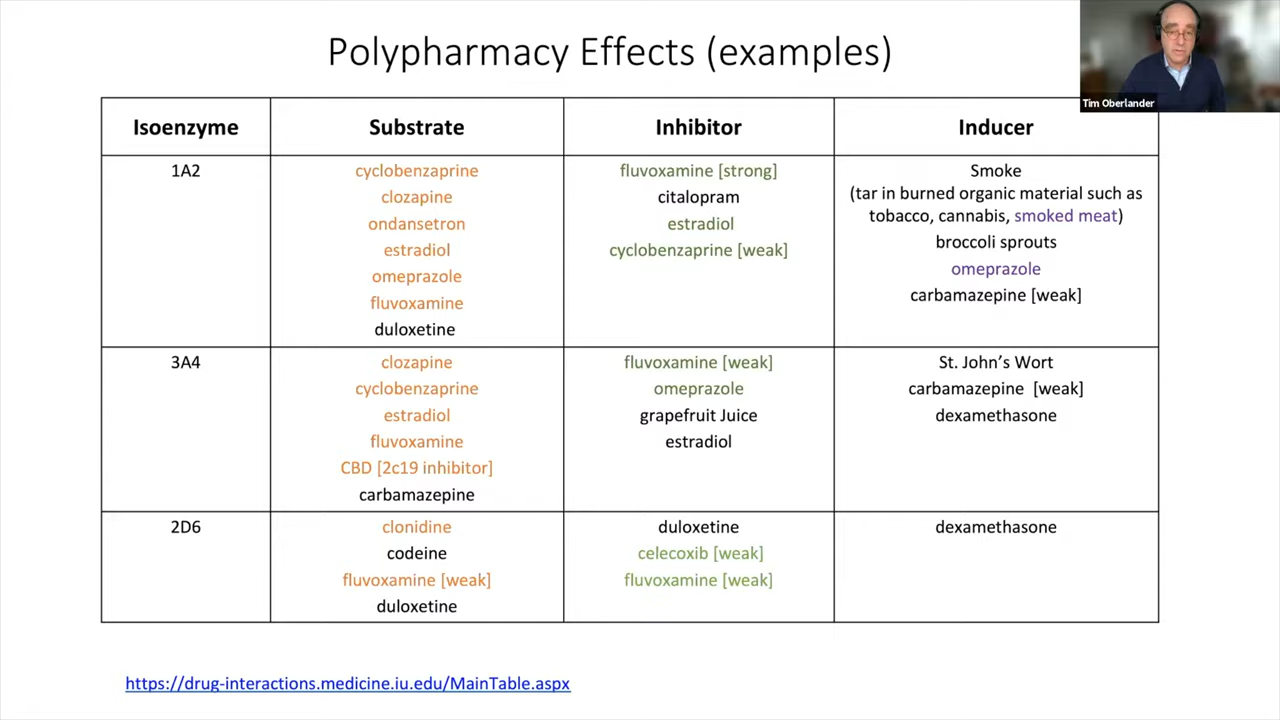 Polypharmacy Effects (examples)
Tim Oberlander
Isoenzyme
Substrate
Inhibitor
Inducer
1A2
cyclobenzaprine
clozapine
ondansetron
estradiol
omeprazole
fluvoxamine
duloxetine
fluvoxamine [strong]
citalopram
estradiol
cyclobenzaprine [weak]
Smoke
(tar in burned organic material such as
tobacco, cannabis, smoked meat)
broccoli sprouts
omeprazole
carbamazepine [weak]
3A4
clozapine
cyclobenzaprine
estradiol
fluvoxamine
CBD [2c19 inhibitor]
carbamazepine
fluvoxamine [weak]
omeprazole
grapefruit Juice
estradiol
St. John’s Wort
carbamazepine [weak]
dexamethasone
2D6
clonidine
codeine
fluvoxamine [weak]
duloxetine
duloxetine
celecoxib [weak]
fluvoxamine [weak]
dexamethasone
https://drug-interactions.medicine.iu.edu/MainTable.aspx